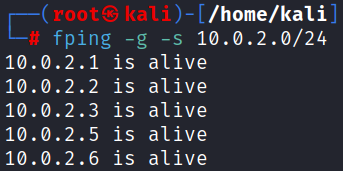 ┌──(root㉿kali)-[/home/kali]
└─# fping -g -s 10.0.2.0/24
10.0.2.1 is alive
10.0.2.2 is alive
10.0.2.3 is alive
10.0.2.5 is alive
10.0.2.6 is alive